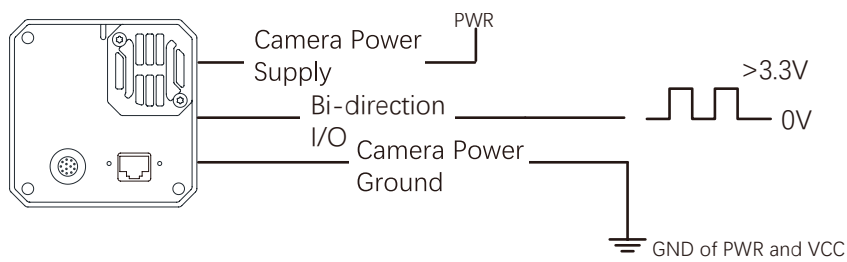 PWR
Camera Power
Supply
>3.3V
Bi-direction
I/O
0V
Camera Power
Ground
GND of PWR and VCC